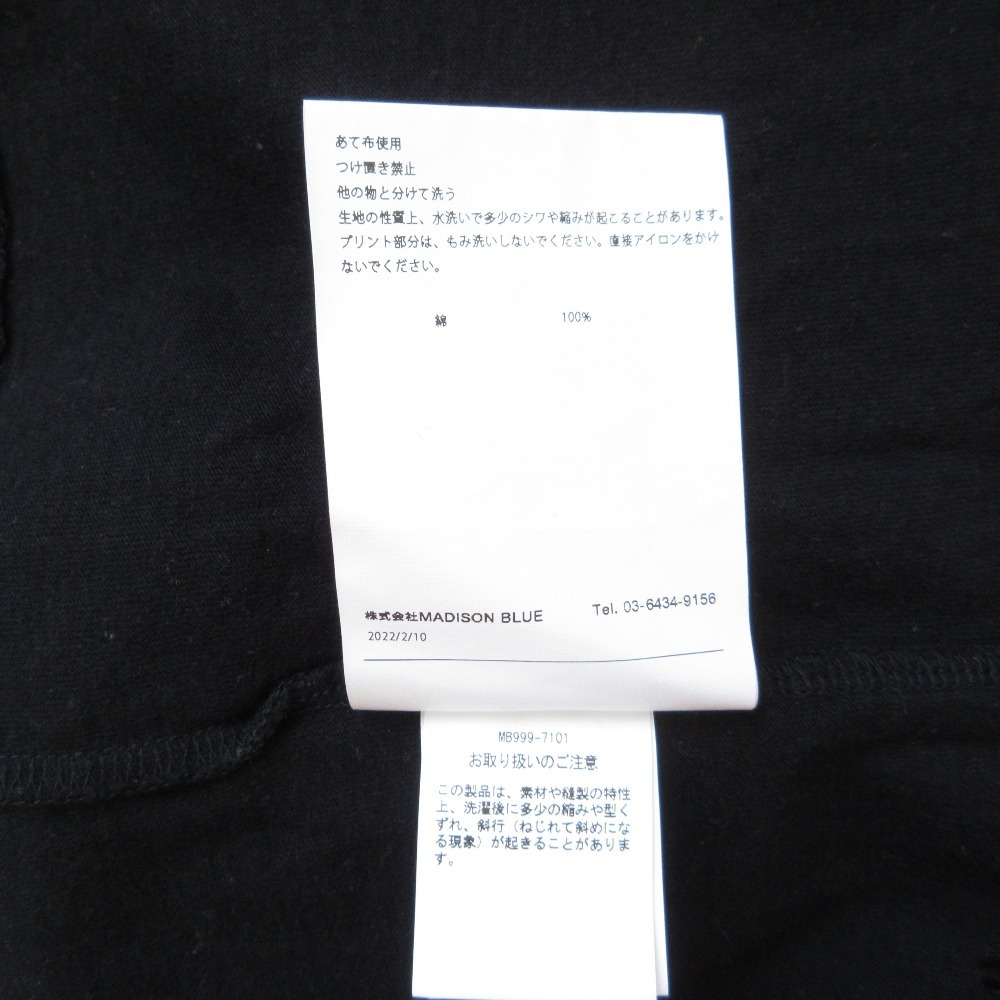 あて布使用
つけ置き禁止
他の物と分けて洗う
生地の性質上、水洗いで多少のシワや縮みが起こることがあります。
プリント部分は、もみ洗いしないでください。直接アイロンをかけ
ないでください。
綿 100%
株式会社MADISON BLUE Tel. 03-6434-9156
2022/2/10
MB999-7101
お取り扱いのご注意
この製品は、素材や縫製の特性
上、洗濯後に多少の縮みや型く
ずれ、斜行（ねじれて斜めにな
る現象）が起きることがありま
す。